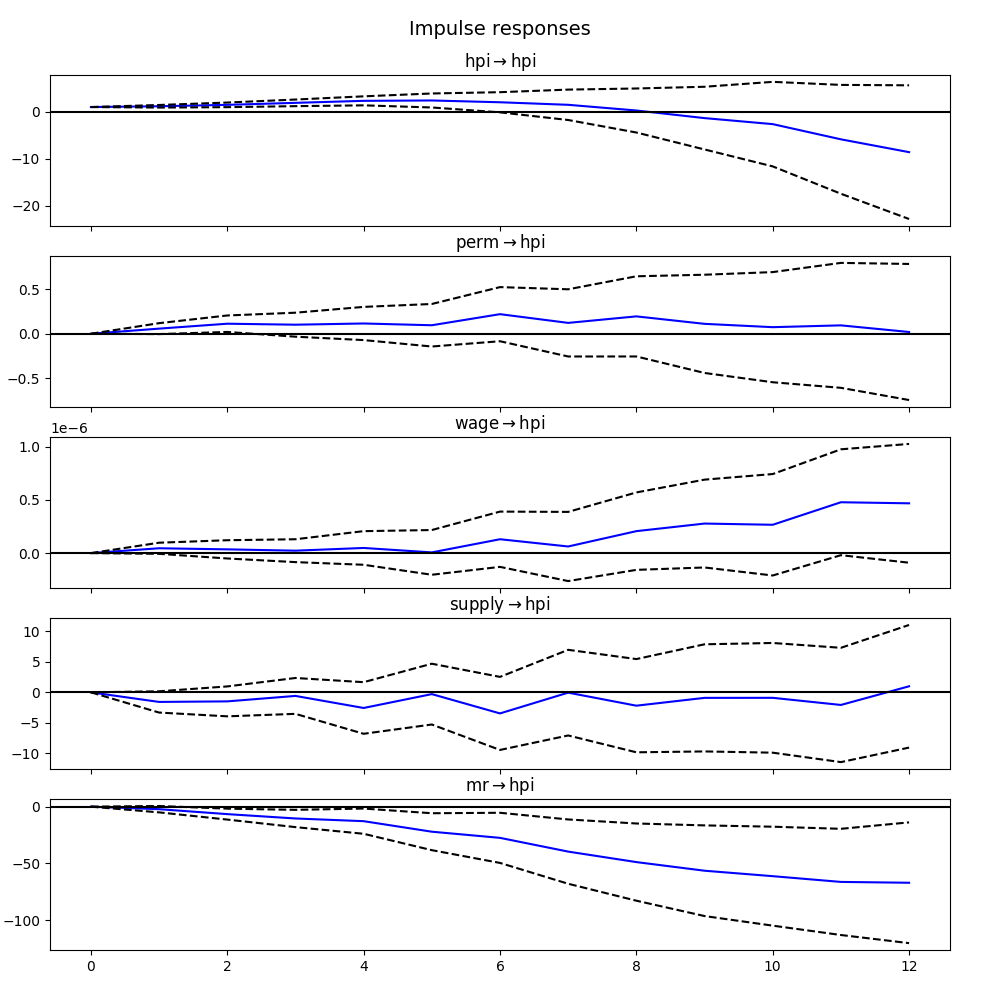 Impulse responses
hpi → hpi
0
−10
−20
perm → hpi
0.5
0.0
−0.5
wage → hpi
1e−6
1.0
0.5
0.0
supply → hpi
10
5
0
−5
−10
mr → hpi
0
−50
−100
0 2 4 6 8 10 12